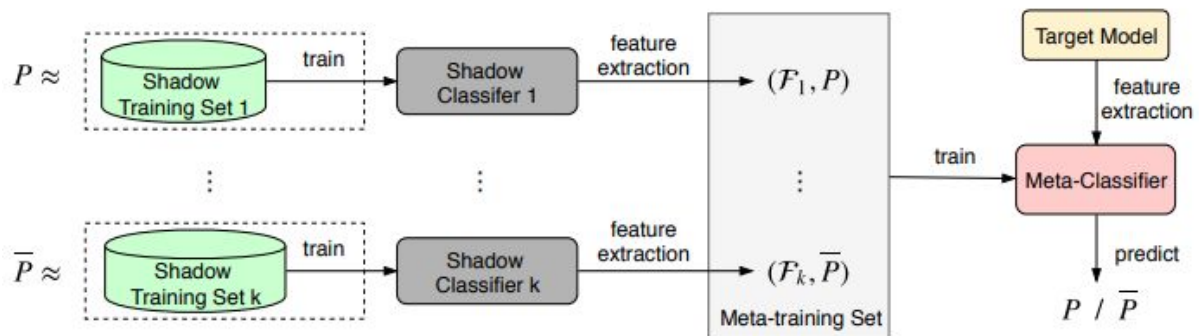 P ≈
Shadow
Training Set 1
train
Shadow
Classifer 1
feature
extraction
(ℱ₁, P)
⋮
⋮
⋮
P̅ ≈
Shadow
Training Set k
train
Shadow
Classifier k
feature
extraction
(ℱₖ, P̅)
Meta-training Set
train
Target Model
feature
extraction
Meta-Classifier
predict
P / P̅